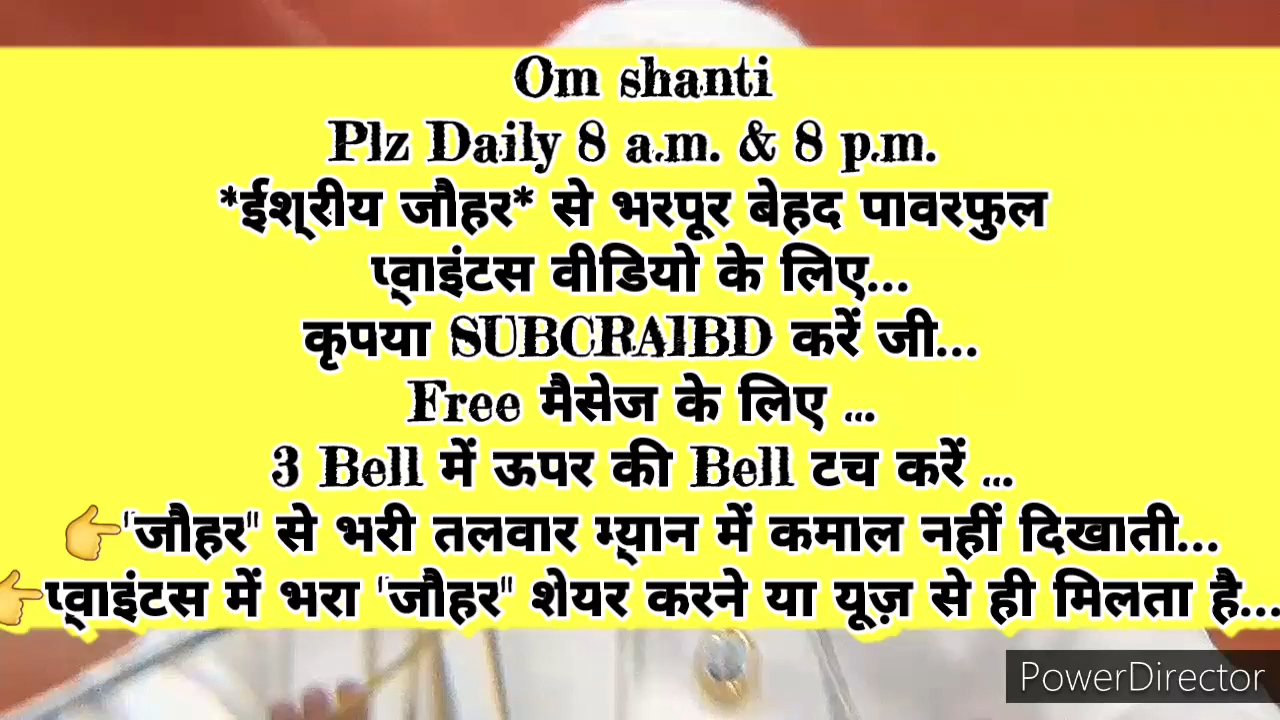 Om shanti
Plz Daily 8 a.m. & 8 p.m.
*ईश्रीय जौहर* से भरपूर बेहद पावरफुल
प्वाइंटस वीडियो के लिए...
कृपया SUBCRAIBD करें जी...
Free मैसेज के लिए ...
3 Bell में ऊपर की Bell टच करें ...
👉"जौहर" से भरी तलवार म्यान में कमाल नहीं दिखाती...
👉प्वाइंटस में भरा "जौहर" शेयर करने या यूज़ से ही मिलता है...
PowerDirector